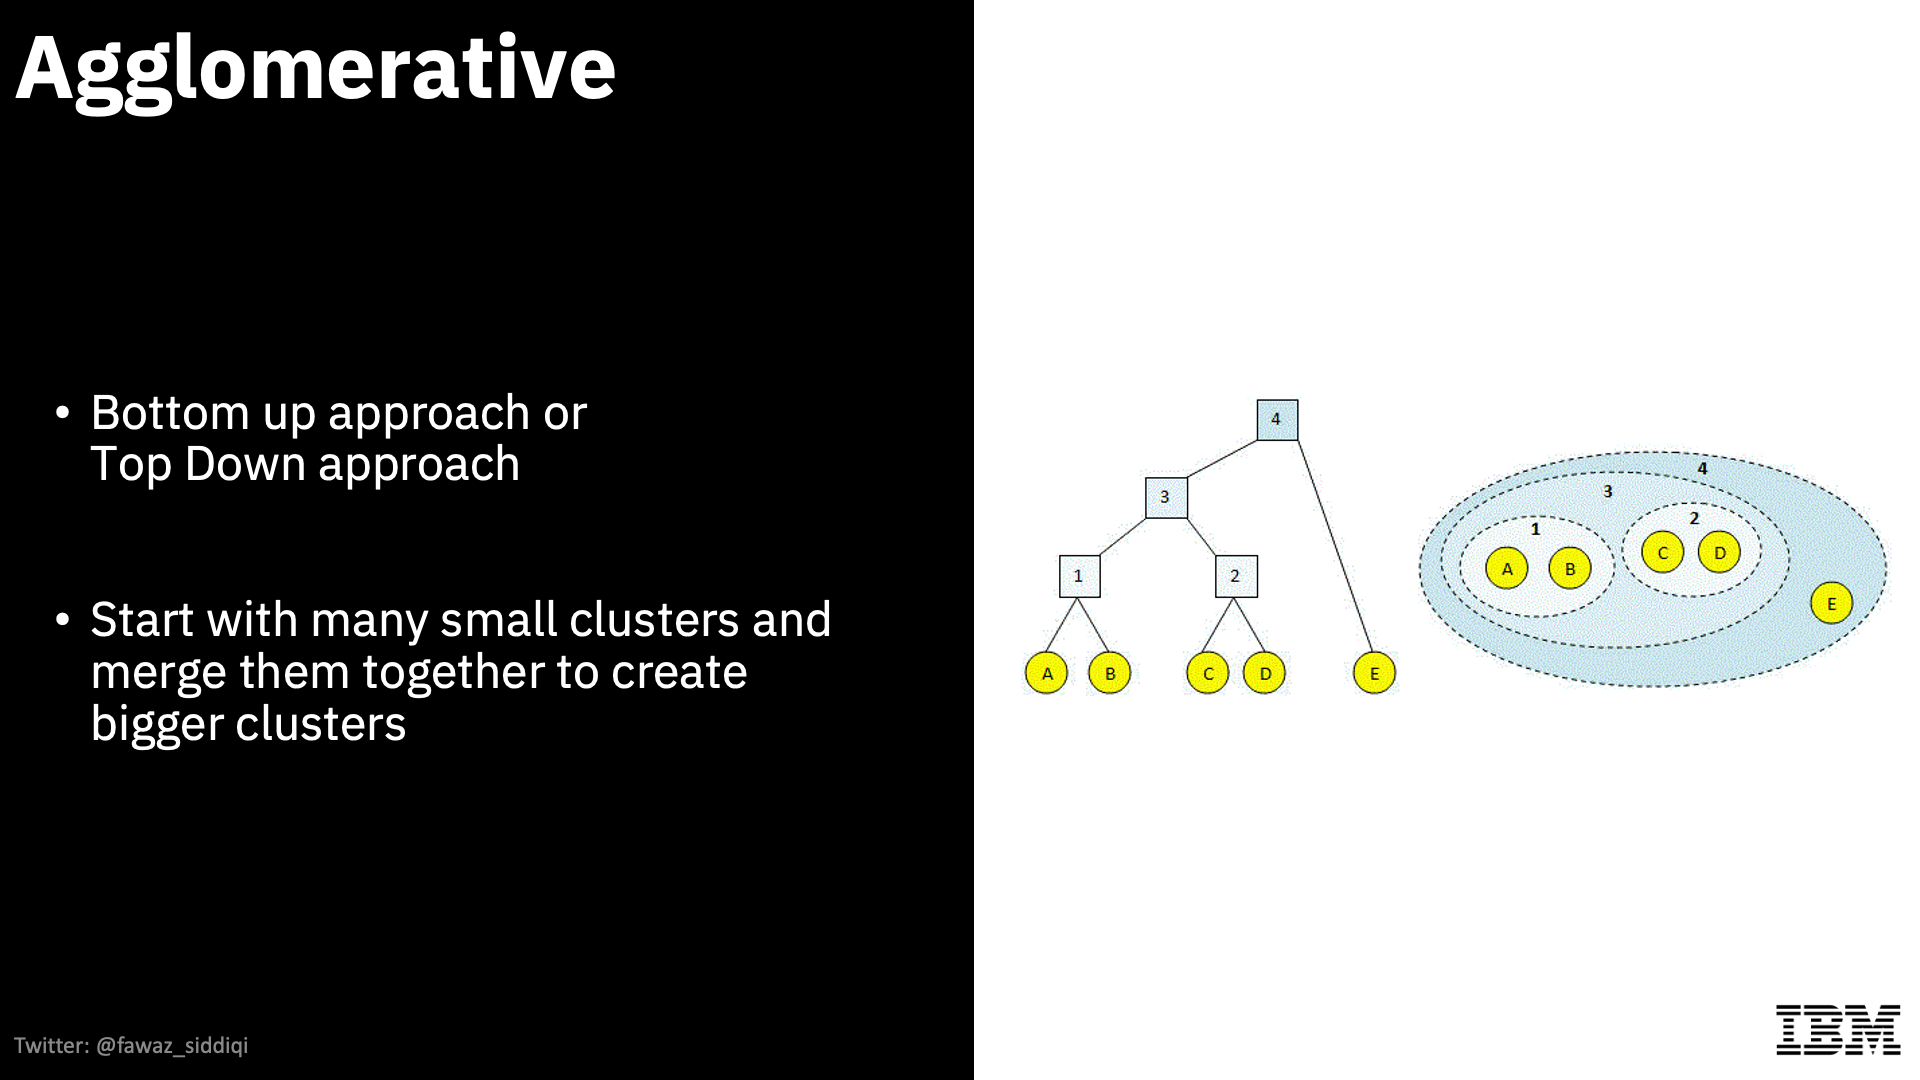 Agglomerative
• Bottom up approach or
Top Down approach
• Start with many small clusters and
merge them together to create
bigger clusters
4
3
1
2
A
B
C
D
E
4
3
1
2
A
B
C
D
E
Twitter: @fawaz_siddiqi
IBM